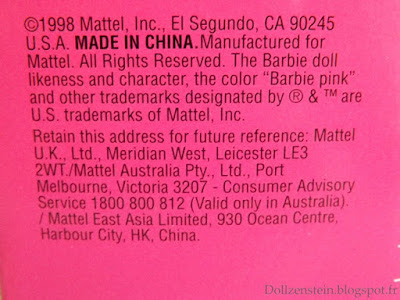 ©1998 Mattel, Inc., El Segundo, CA 90245
U.S.A. MADE IN CHINA. Manufactured for
Mattel. All Rights Reserved. The Barbie doll
likeness and character, the color "Barbie pink"
and other trademarks designated by ® & ™ are
U.S. trademarks of Mattel, Inc.
Retain this address for future reference: Mattel
U.K., Ltd., Meridian West, Leicester LE3
2WT./Mattel Australia Pty., Ltd., Port
Melbourne, Victoria 3207 - Consumer Advisory
Service 1800 800 812 (Valid only in Australia).
/ Mattel East Asia Limited, 930 Ocean Centre,
Harbour City, HK, China.
Dollzenstein.blogspot.fr